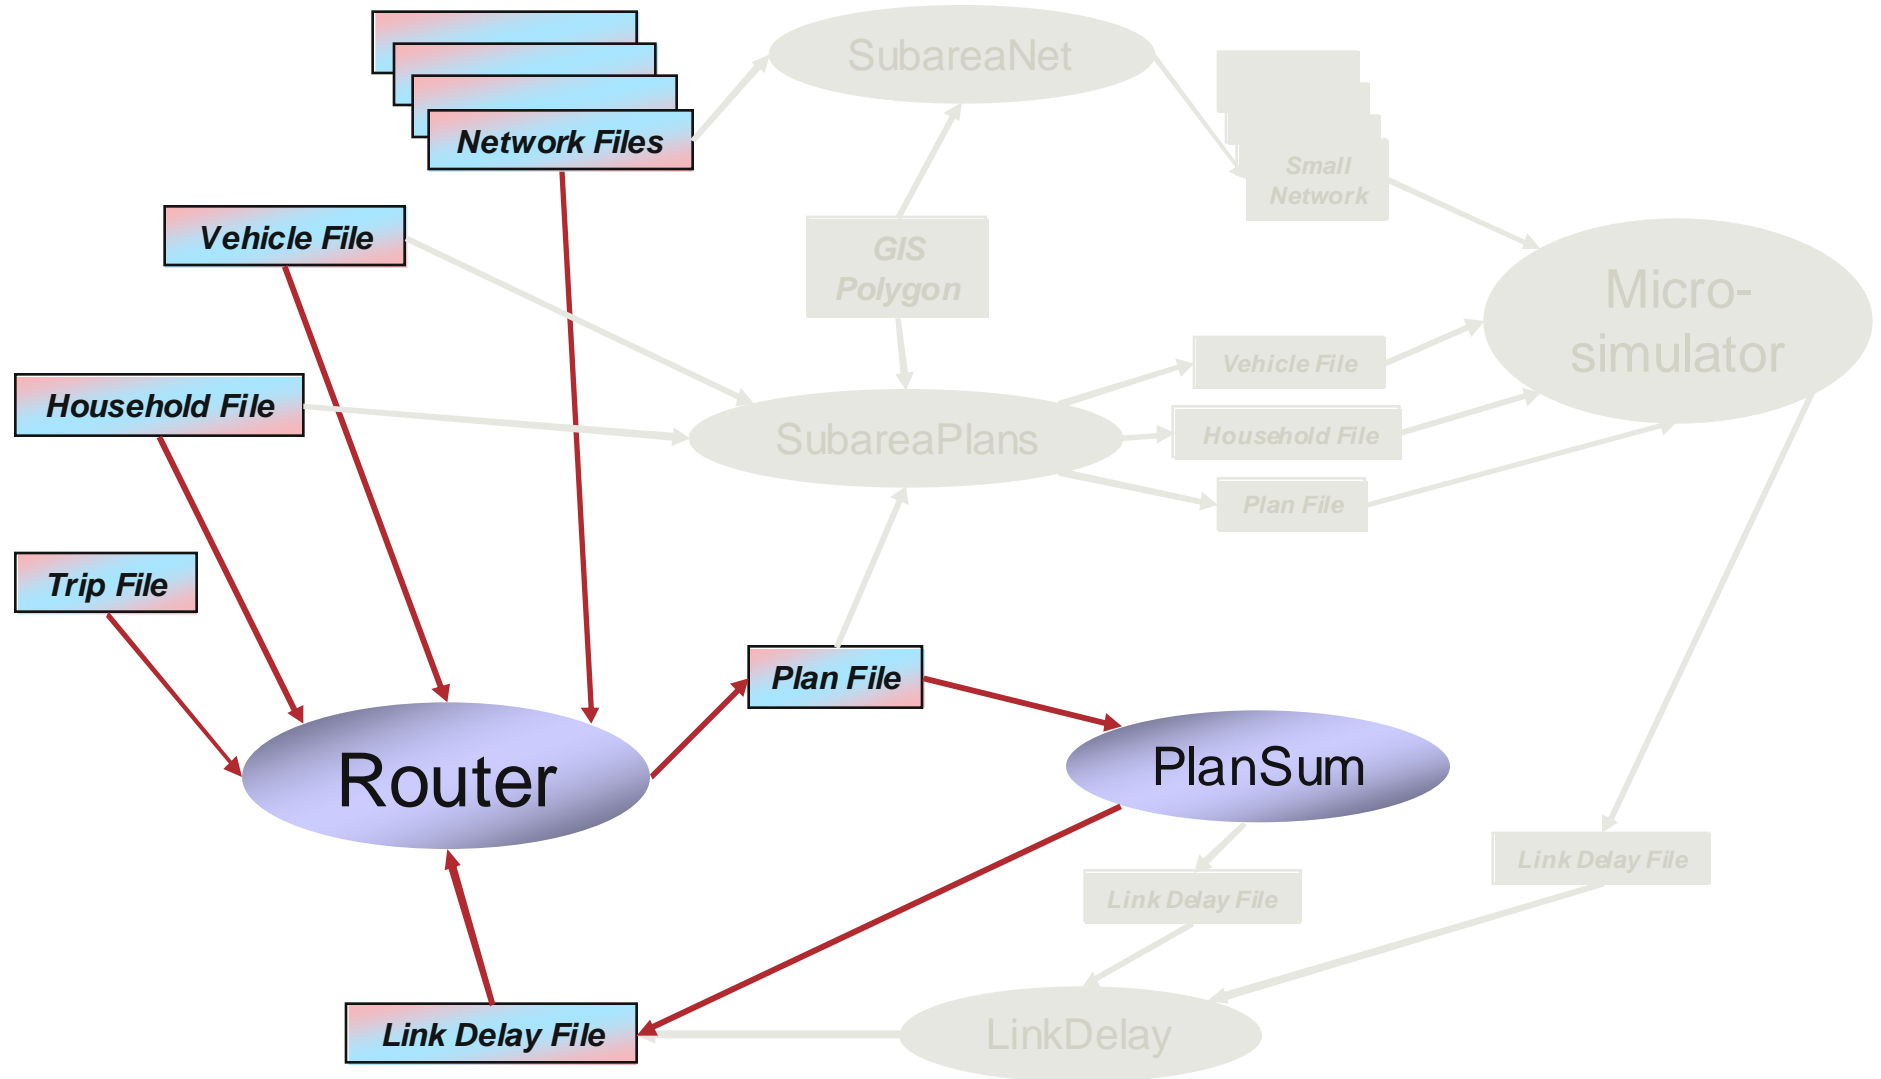 SubareaNet
Network Files
Small
Network
Vehicle File
GIS
Polygon
Micro-
simulator
Vehicle File
Household File
SubareaPlans
Household File
Plan File
Trip File
Plan File
Router
PlanSum
Link Delay File
Link Delay File
Link Delay File
LinkDelay